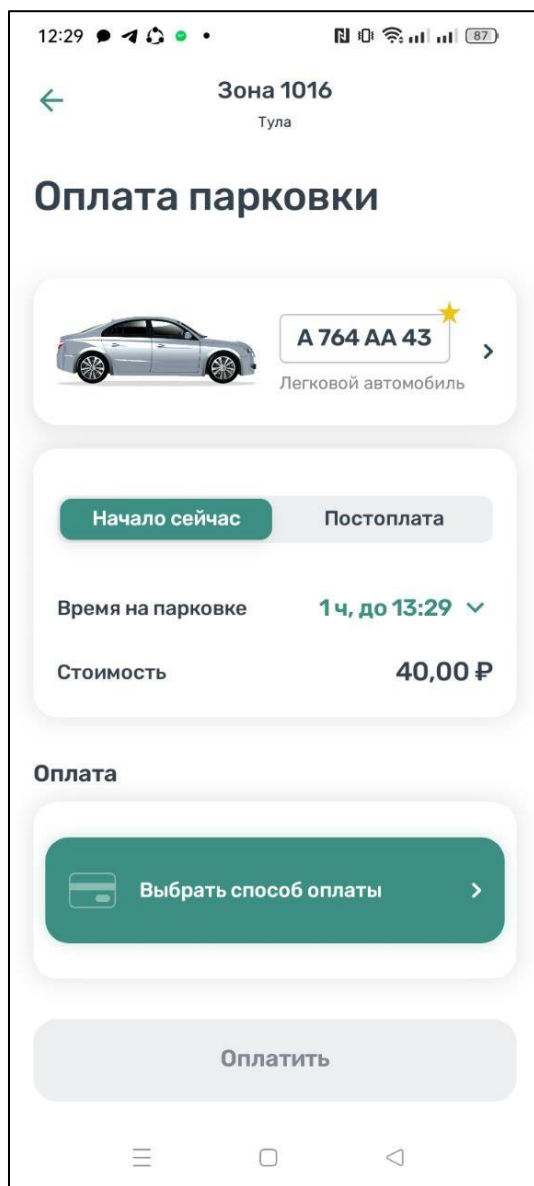 12:29
87
Зона 1016
Тула
Оплата парковки
А 764 АА 43
Легковой автомобиль
Начало сейчас
Постоплата
Время на парковке
1 ч, до 13:29
Стоимость
40,00 ₽
Оплата
Выбрать способ оплаты
Оплатить